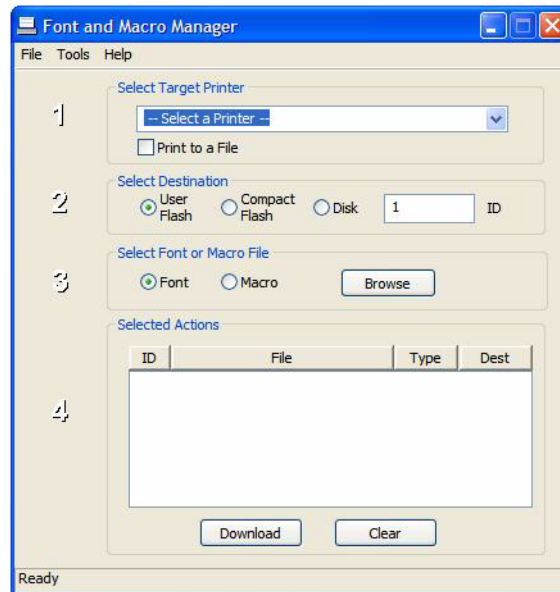 Font and Macro Manager
File Tools Help
1
Select Target Printer
-- Select a Printer --
Print to a File
2
Select Destination
User Flash
Compact Flash
Disk
1
ID
3
Select Font or Macro File
Font
Macro
Browse
4
Selected Actions
ID File Type Dest
Download
Clear
Ready